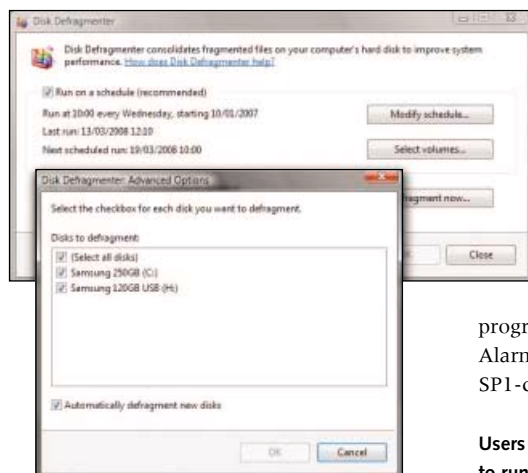 Disk Defragmenter
Disk Defragmenter consolidates fragmented files on your computer's hard disk to improve system
performance. How does Disk Defragmenter help?
Run on a schedule (recommended)
Run at 10:00 every Wednesday, starting 10/01/2007
Modify schedule...
Last run: 13/03/2008 12:10
Next scheduled run: 19/03/2008 10:00
Select volumes...
Disk Defragmenter: Advanced Options
now...
Select the checkbox for each disk you want to defragment.
Disks to defragment:
(Select all disks)
Samsung 250GB (C:)
Samsung 120GB USB (H:)
Close
Automatically defragment new disks
OK
Cancel
progr
Alarn
SP1-c
Users
to run